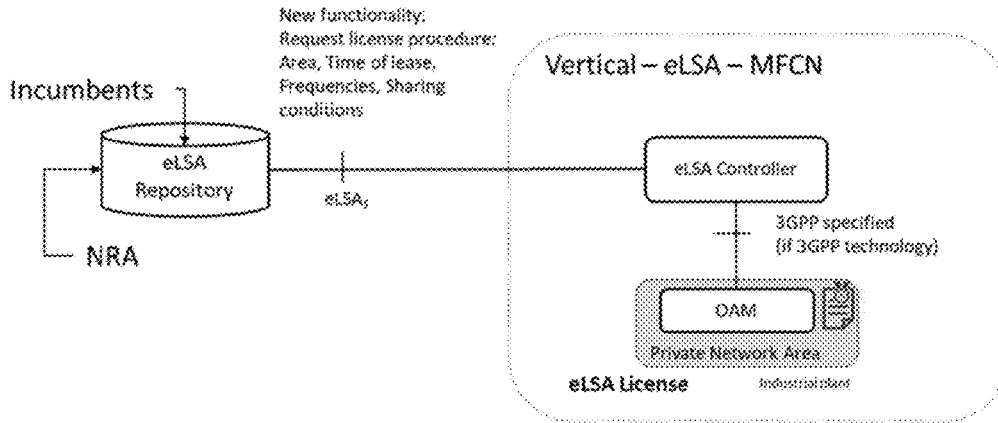 New functionality:
Request license procedure:
Area, Time of lease,
Frequencies, Sharing
conditions
Vertical – eLSA – MFCN
Incumbents
eLSA
Repository
eLSA₁
eLSA Controller
3GPP specified
(if 3GPP technology)
NRA
OAM
Private Network Area
eLSA License
Industrial plant